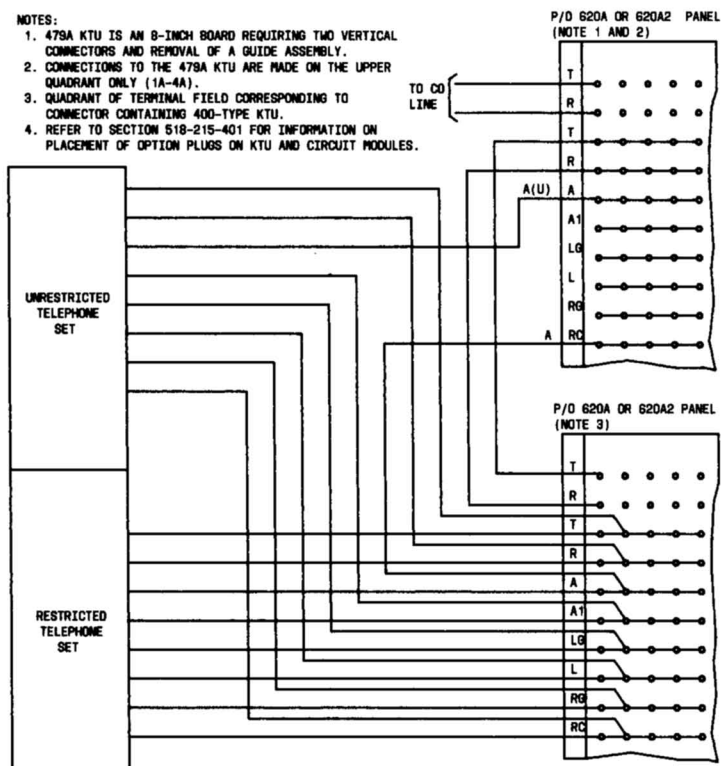 NOTES:
1. 479A KTU IS AN 8-INCH BOARD REQUIRING TWO VERTICAL
CONNECTORS AND REMOVAL OF A GUIDE ASSEMBLY.
2. CONNECTIONS TO THE 479A KTU ARE MADE ON THE UPPER
QUADRANT ONLY (1A-4A).
3. QUADRANT OF TERMINAL FIELD CORRESPONDING TO
CONNECTOR CONTAINING 400-TYPE KTU.
4. REFER TO SECTION 518-215-401 FOR INFORMATION ON
PLACEMENT OF OPTION PLUGS ON KTU AND CIRCUIT MODULES.
P/O 620A OR 620A2 PANEL
(NOTE 1 AND 2)
TO CO
LINE
T
R
T
R
A(U) A
A1
LG
L
RG
A RC
UNRESTRICTED
TELEPHONE
SET
P/O 620A OR 620A2 PANEL
(NOTE 3)
T
R
T
R
A
A1
LG
L
RG
RC
RESTRICTED
TELEPHONE
SET